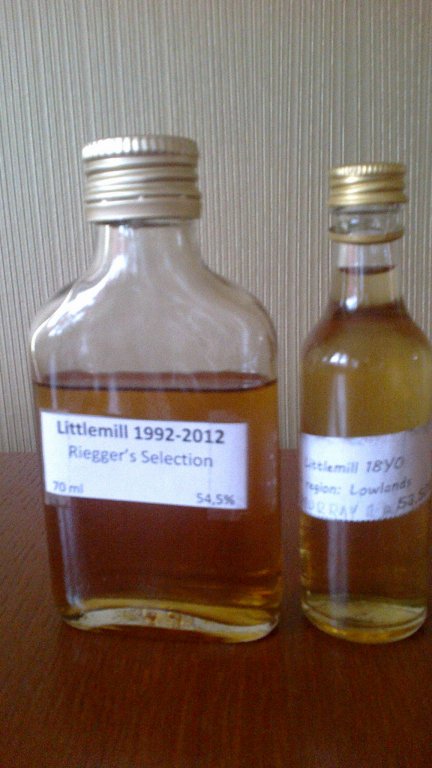 Littlemill 1992-2012
Riegger's Selection
70 ml
54,5%
Littlemill 18YO
region: Lowlands